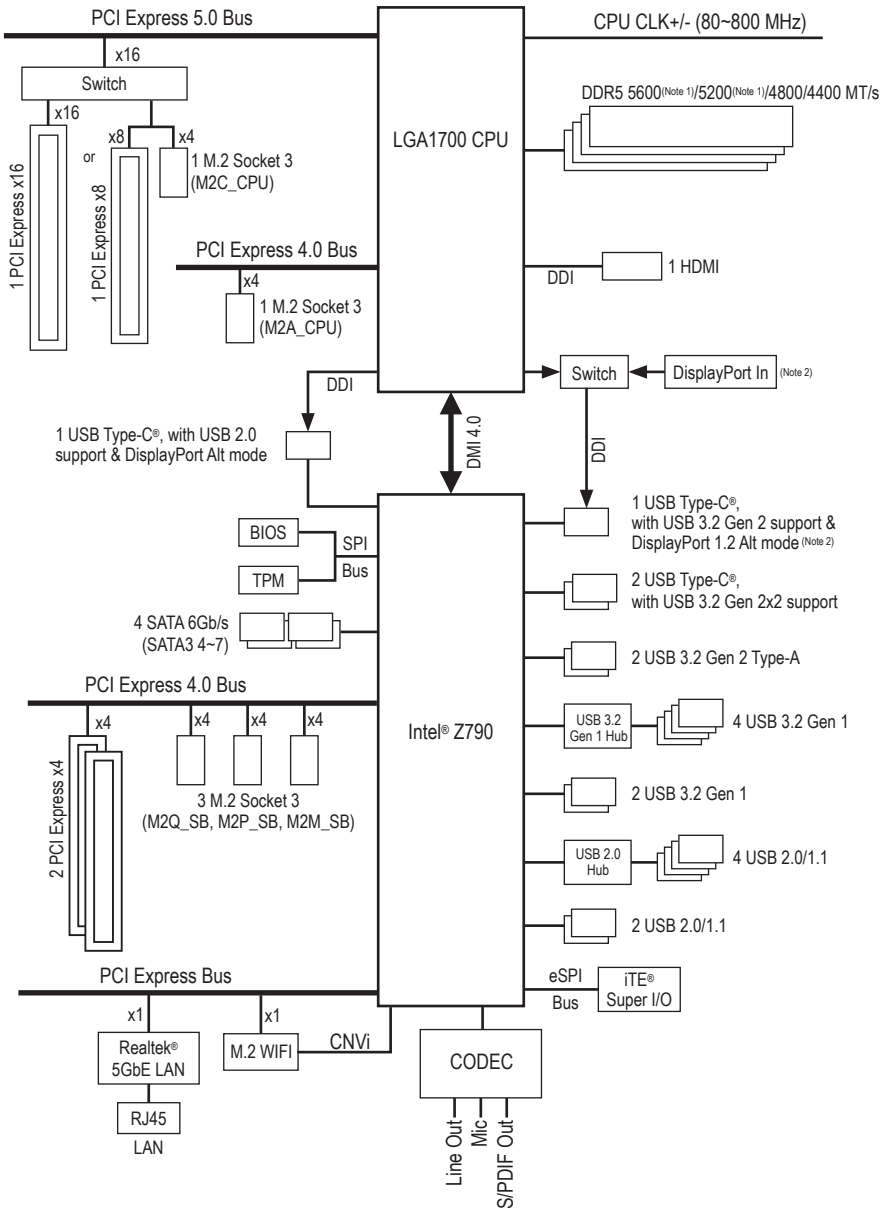 PCI Express 5.0 Bus
CPU CLK+/- (80~800 MHz)
x16
Switch
x16
x8
x4
or
1 PCI Express x16
1 PCI Express x8
1 M.2 Socket 3
(M2C_CPU)
LGA1700 CPU
DDR5 5600(Note 1)/5200(Note 1)/4800/4400 MT/s
PCI Express 4.0 Bus
x4
1 M.2 Socket 3
(M2A_CPU)
DDI
1 HDMI
DDI
Switch
DisplayPort In (Note 2)
DDI
DMI 4.0
1 USB Type-C®, with USB 2.0
support & DisplayPort Alt mode
1 USB Type-C®,
with USB 3.2 Gen 2 support &
DisplayPort 1.2 Alt mode (Note 2)
BIOS
TPM
SPI
Bus
2 USB Type-C®,
with USB 3.2 Gen 2x2 support
4 SATA 6Gb/s
(SATA3 4~7)
2 USB 3.2 Gen 2 Type-A
PCI Express 4.0 Bus
x4
x4
x4
x4
2 PCI Express x4
3 M.2 Socket 3
(M2Q_SB, M2P_SB, M2M_SB)
Intel® Z790
USB 3.2
Gen 1 Hub
4 USB 3.2 Gen 1
2 USB 3.2 Gen 1
USB 2.0
Hub
4 USB 2.0/1.1
2 USB 2.0/1.1
PCI Express Bus
x1
x1
eSPI
Bus
iTE®
Super I/O
Realtek®
5GbE LAN
M.2 WIFI
CNVi
CODEC
RJ45
LAN
Line Out
Mic
S/PDIF Out